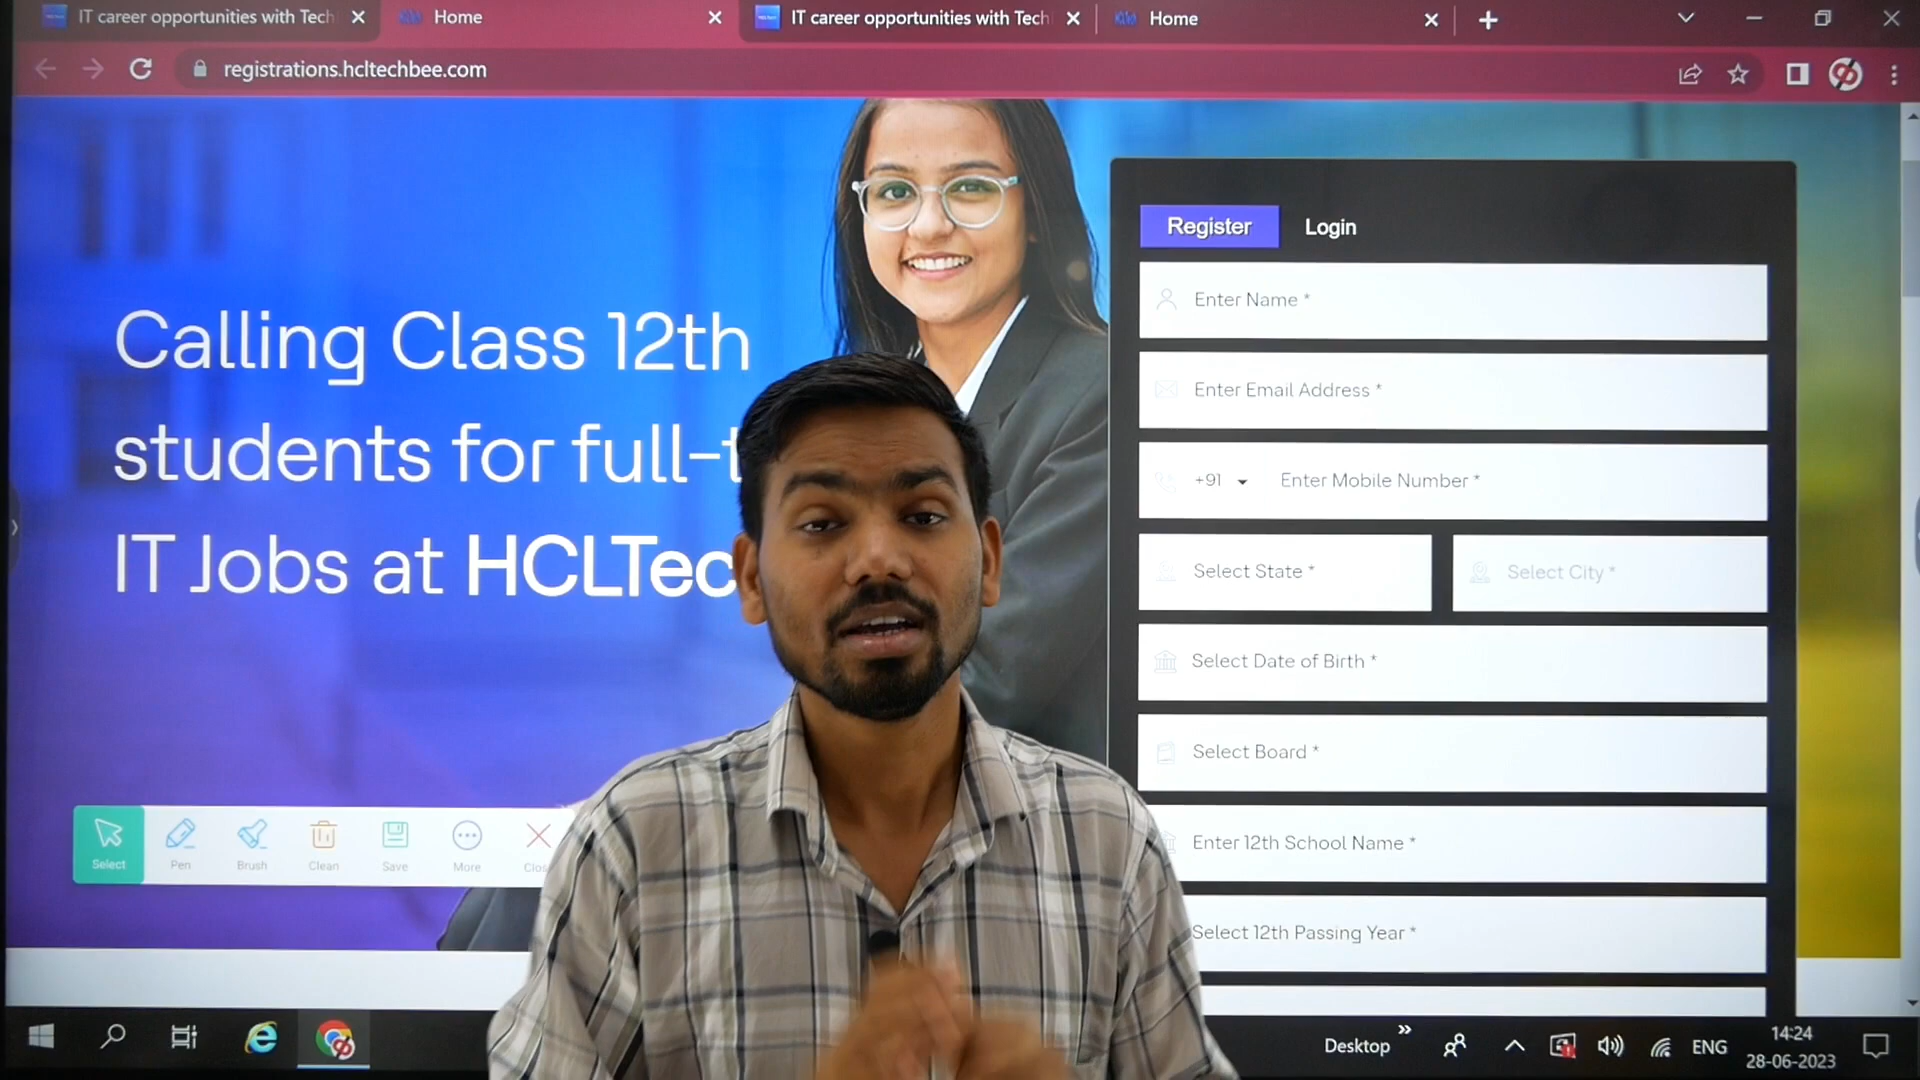 IT career opportunities with Tech
Home
IT career opportunities with Tech
Home
registrations.hcltechbee.com
Register
Login
Enter Name *
Enter Email Address *
+91
Enter Mobile Number *
Select State *
Select City *
Select Date of Birth *
Select Board *
Enter 12th School Name *
Select 12th Passing Year *
Calling Class 12th
students for full-t
IT Jobs at HCLTec
Select
Pen
Brush
Clean
Save
More
Clos
Desktop
ENG
14:24
28-06-2023